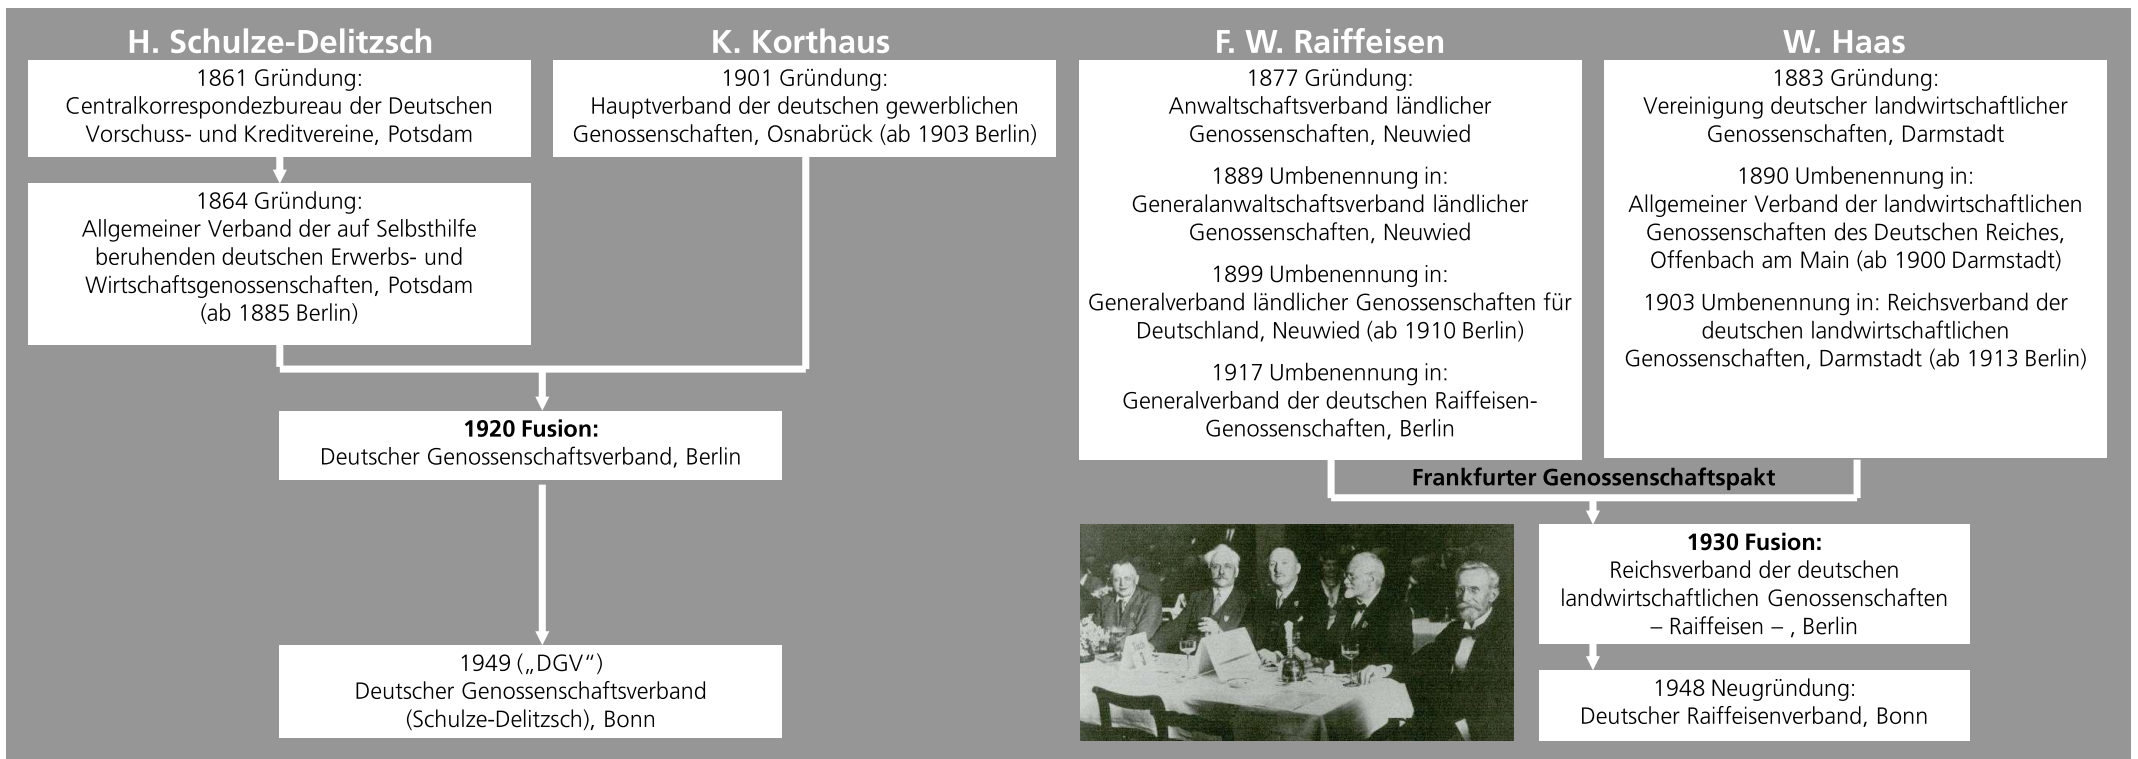 H. Schulze-Delitzsch
1861 Gründung:
Centralkorrespondezbureau der Deutschen
Vorschuss- und Kreditvereine, Potsdam
1864 Gründung:
Allgemeiner Verband der auf Selbsthilfe
beruhenden deutschen Erwerbs- und
Wirtschaftsgenossenschaften, Potsdam
(ab 1885 Berlin)
K. Korthaus
1901 Gründung:
Hauptverband der deutschen gewerblichen
Genossenschaften, Osnabrück (ab 1903 Berlin)
1920 Fusion:
Deutscher Genossenschaftsverband, Berlin
1949 („DGV“)
Deutscher Genossenschaftsverband
(Schulze-Delitzsch), Bonn
F. W. Raiffeisen
1877 Gründung:
Anwaltschaftsverband ländlicher
Genossenschaften, Neuwied
1889 Umbenennung in:
Generalanwaltschaftsverband ländlicher
Genossenschaften, Neuwied
1899 Umbenennung in:
Generalverband ländlicher Genossenschaften für
Deutschland, Neuwied (ab 1910 Berlin)
1917 Umbenennung in:
Generalverband der deutschen Raiffeisen-
Genossenschaften, Berlin
W. Haas
1883 Gründung:
Vereinigung deutscher landwirtschaftlicher
Genossenschaften, Darmstadt
1890 Umbenennung in:
Allgemeiner Verband der landwirtschaftlichen
Genossenschaften des Deutschen Reiches,
Offenbach am Main (ab 1900 Darmstadt)
1903 Umbenennung in: Reichsverband der
deutschen landwirtschaftlichen
Genossenschaften, Darmstadt (ab 1913 Berlin)
Frankfurter Genossenschaftspakt
1930 Fusion:
Reichsverband der deutschen
landwirtschaftlichen Genossenschaften
– Raiffeisen – , Berlin
1948 Neugründung:
Deutscher Raiffeisenverband, Bonn